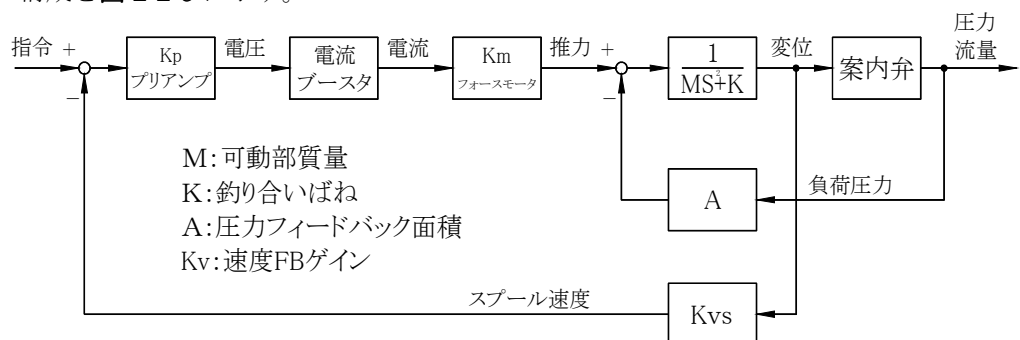 指令 +
−
Kp
プリアンプ
電圧
電流
ブースタ
電流
Km
フォースモータ
推力 +
−
1
MS²+K
変位
案内弁
圧力
流量
A
負荷圧力
M:可動部質量
K:釣り合いばね
A:圧力フィードバック面積
Kv:速度FBゲイン
スプール速度
Kvs